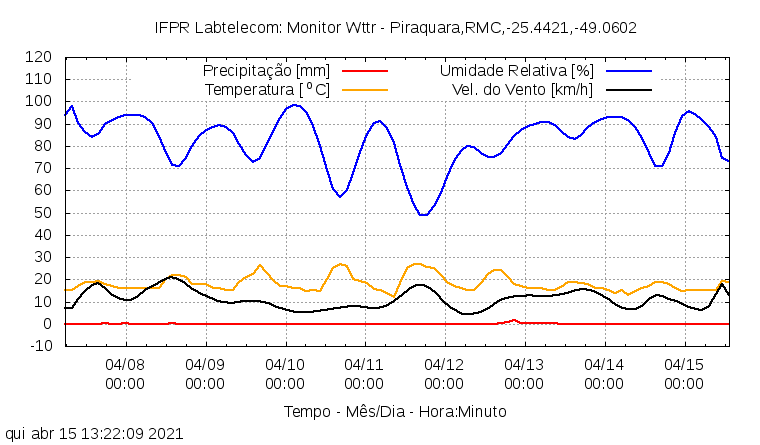 IFPR Labtelecom: Monitor Wttr - Piraquara,RMC,-25.4421,-49.0602
Precipitação [mm]
Temperatura [⁰C]
Umidade Relativa [%]
Vel. do Vento [km/h]
120
110
100
90
80
70
60
50
40
30
20
10
0
-10
04/08 04/09 04/10 04/11 04/12 04/13 04/14 04/15
00:00 00:00 00:00 00:00 00:00 00:00 00:00 00:00
Tempo - Mês/Dia - Hora:Minuto
qui abr 15 13:22:09 2021